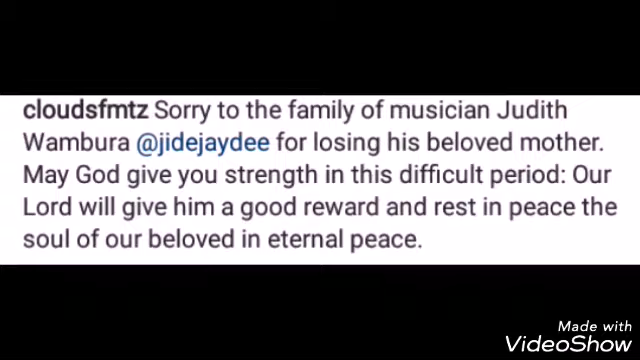 cloudsfmtz Sorry to the family of musician Judith
Wambura @jidejaydee for losing his beloved mother.
May God give you strength in this difficult period: Our
Lord will give him a good reward and rest in peace the
soul of our beloved in eternal peace.
Made with
VideoShow